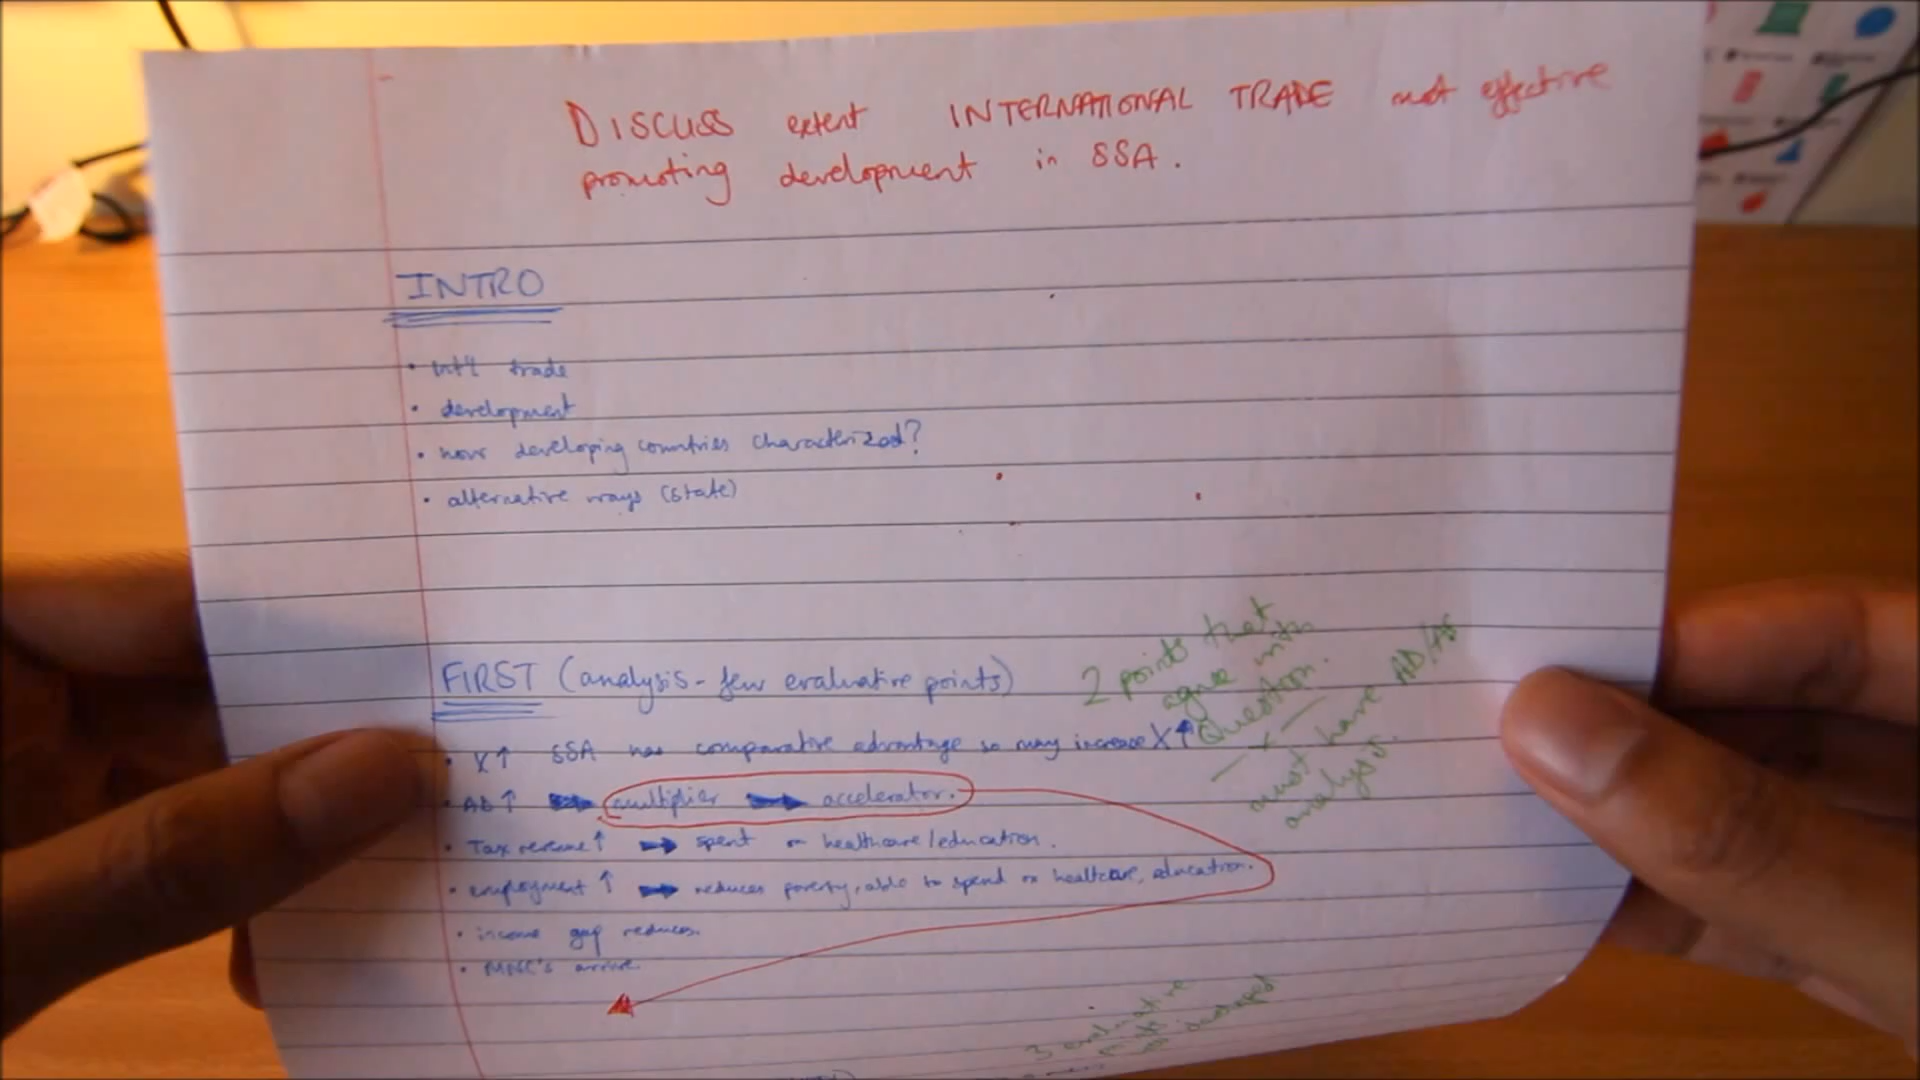 DISCUSS extent INTERNATIONAL TRADE most effective
promoting development in SSA.
INTRO
• int'l trade
• development
• how developing countries characterized?
• alternative ways (state)
FIRST (analysis - few evaluative points)
• X↑ SSA has comparative advantage so may increase X↑
• AD↑ → multiplier → accelerator.
• Tax revenue↑ → spent on healthcare/education.
• employment ↑ → reduces poverty, able to spend on healthcare, education.
• income gap reduces.
• MNC's arrive
2 points that
agree with
Question.
must have AD/AS
analysis.
3 evaluative